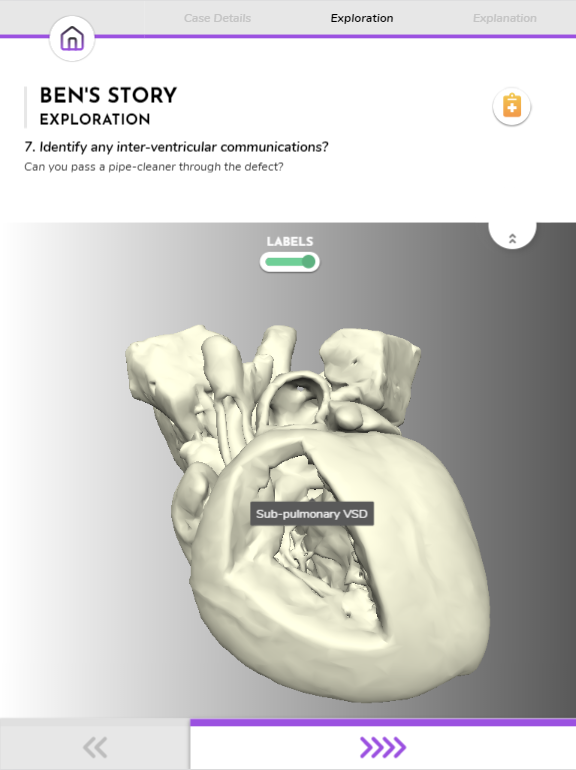 Case Details
Exploration
Explanation
BEN'S STORY
EXPLORATION
7. Identify any inter-ventricular communications?
Can you pass a pipe-cleaner through the defect?
LABELS
Sub-pulmonary VSD